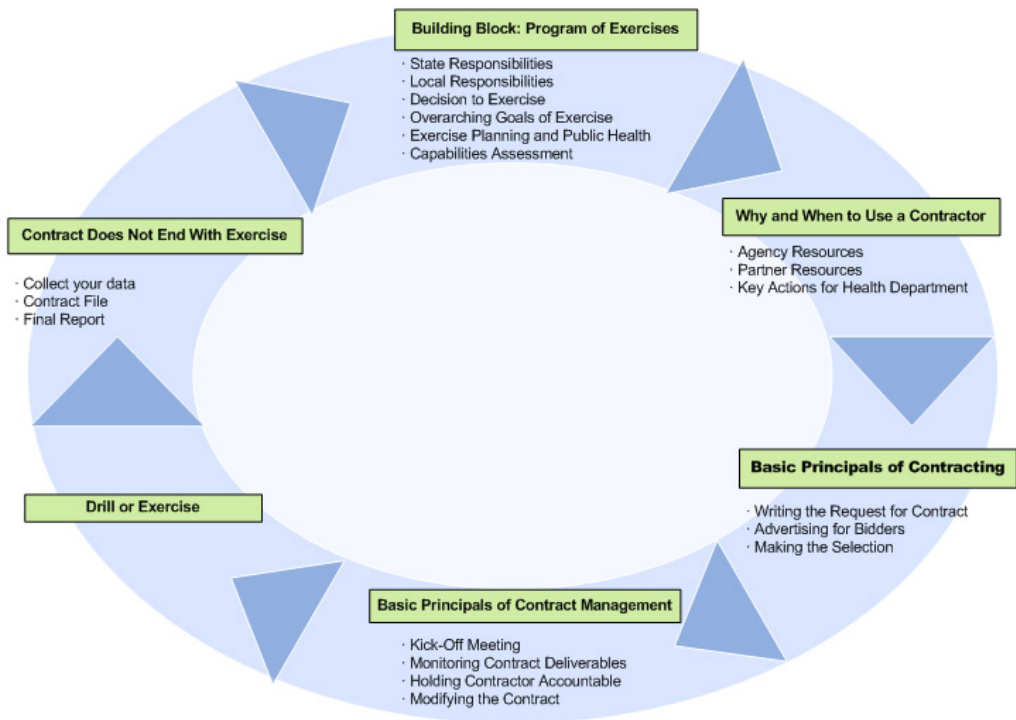 Building Block: Program of Exercises
· State Responsibilities
· Local Responsibilities
· Decision to Exercise
· Overarching Goals of Exercise
· Exercise Planning and Public Health
· Capabilities Assessment
Why and When to Use a Contractor
· Agency Resources
· Partner Resources
· Key Actions for Health Department
Basic Principals of Contracting
· Writing the Request for Contract
· Advertising for Bidders
· Making the Selection
Basic Principals of Contract Management
· Kick-Off Meeting
· Monitoring Contract Deliverables
· Holding Contractor Accountable
· Modifying the Contract
Drill or Exercise
Contract Does Not End With Exercise
· Collect your data
· Contract File
· Final Report